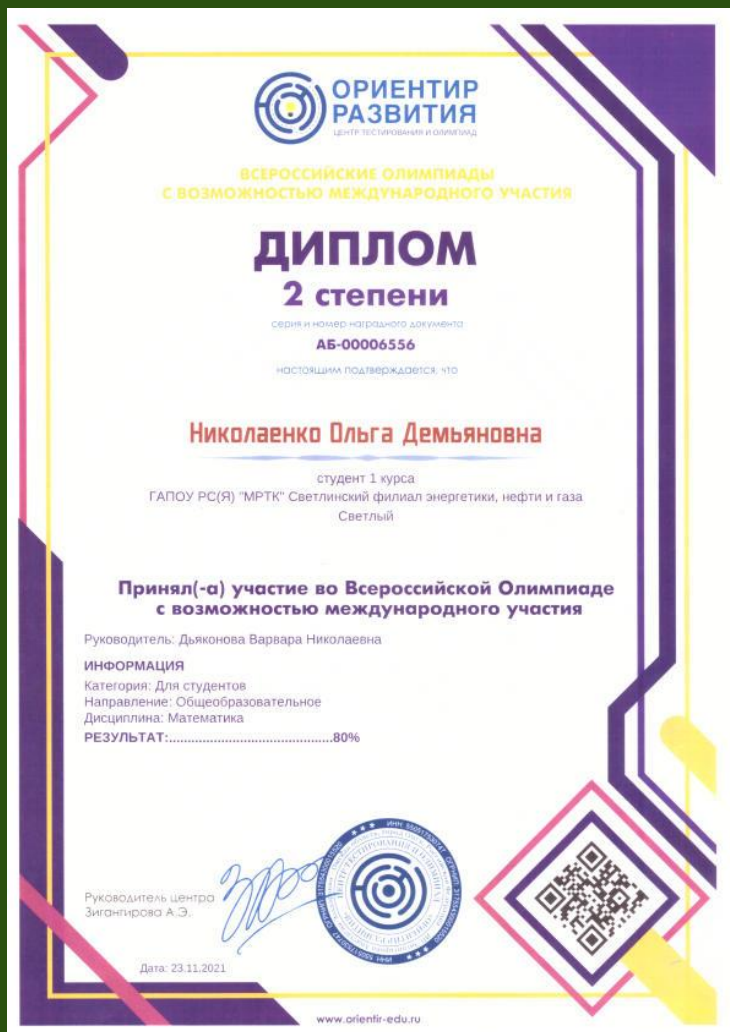 ОРИЕНТИР
РАЗВИТИЯ
ЦЕНТР ТЕСТИРОВАНИЯ И ОЛИМПИАД
ВСЕРОССИЙСКИЕ ОЛИМПИАДЫ
С ВОЗМОЖНОСТЬЮ МЕЖДУНАРОДНОГО УЧАСТИЯ
ДИПЛОМ
2 степени
серия и номер наградного документа
АБ-00006556
настоящим подтверждается, что
Николаенко Ольга Демьяновна
студент 1 курса
ГАПОУ РС(Я) "МРТК" Светлинский филиал энергетики, нефти и газа
Светлый
Принял(-а) участие во Всероссийской Олимпиаде
с возможностью международного участия
Руководитель: Дьяконова Варвара Николаевна
ИНФОРМАЦИЯ
Категория: Для студентов
Направление: Общеобразовательное
Дисциплина: Математика
РЕЗУЛЬТАТ:............................................80%
Руководитель центра
Зигангирова А.Э.
Дата: 23.11.2021
www.orientir-edu.ru